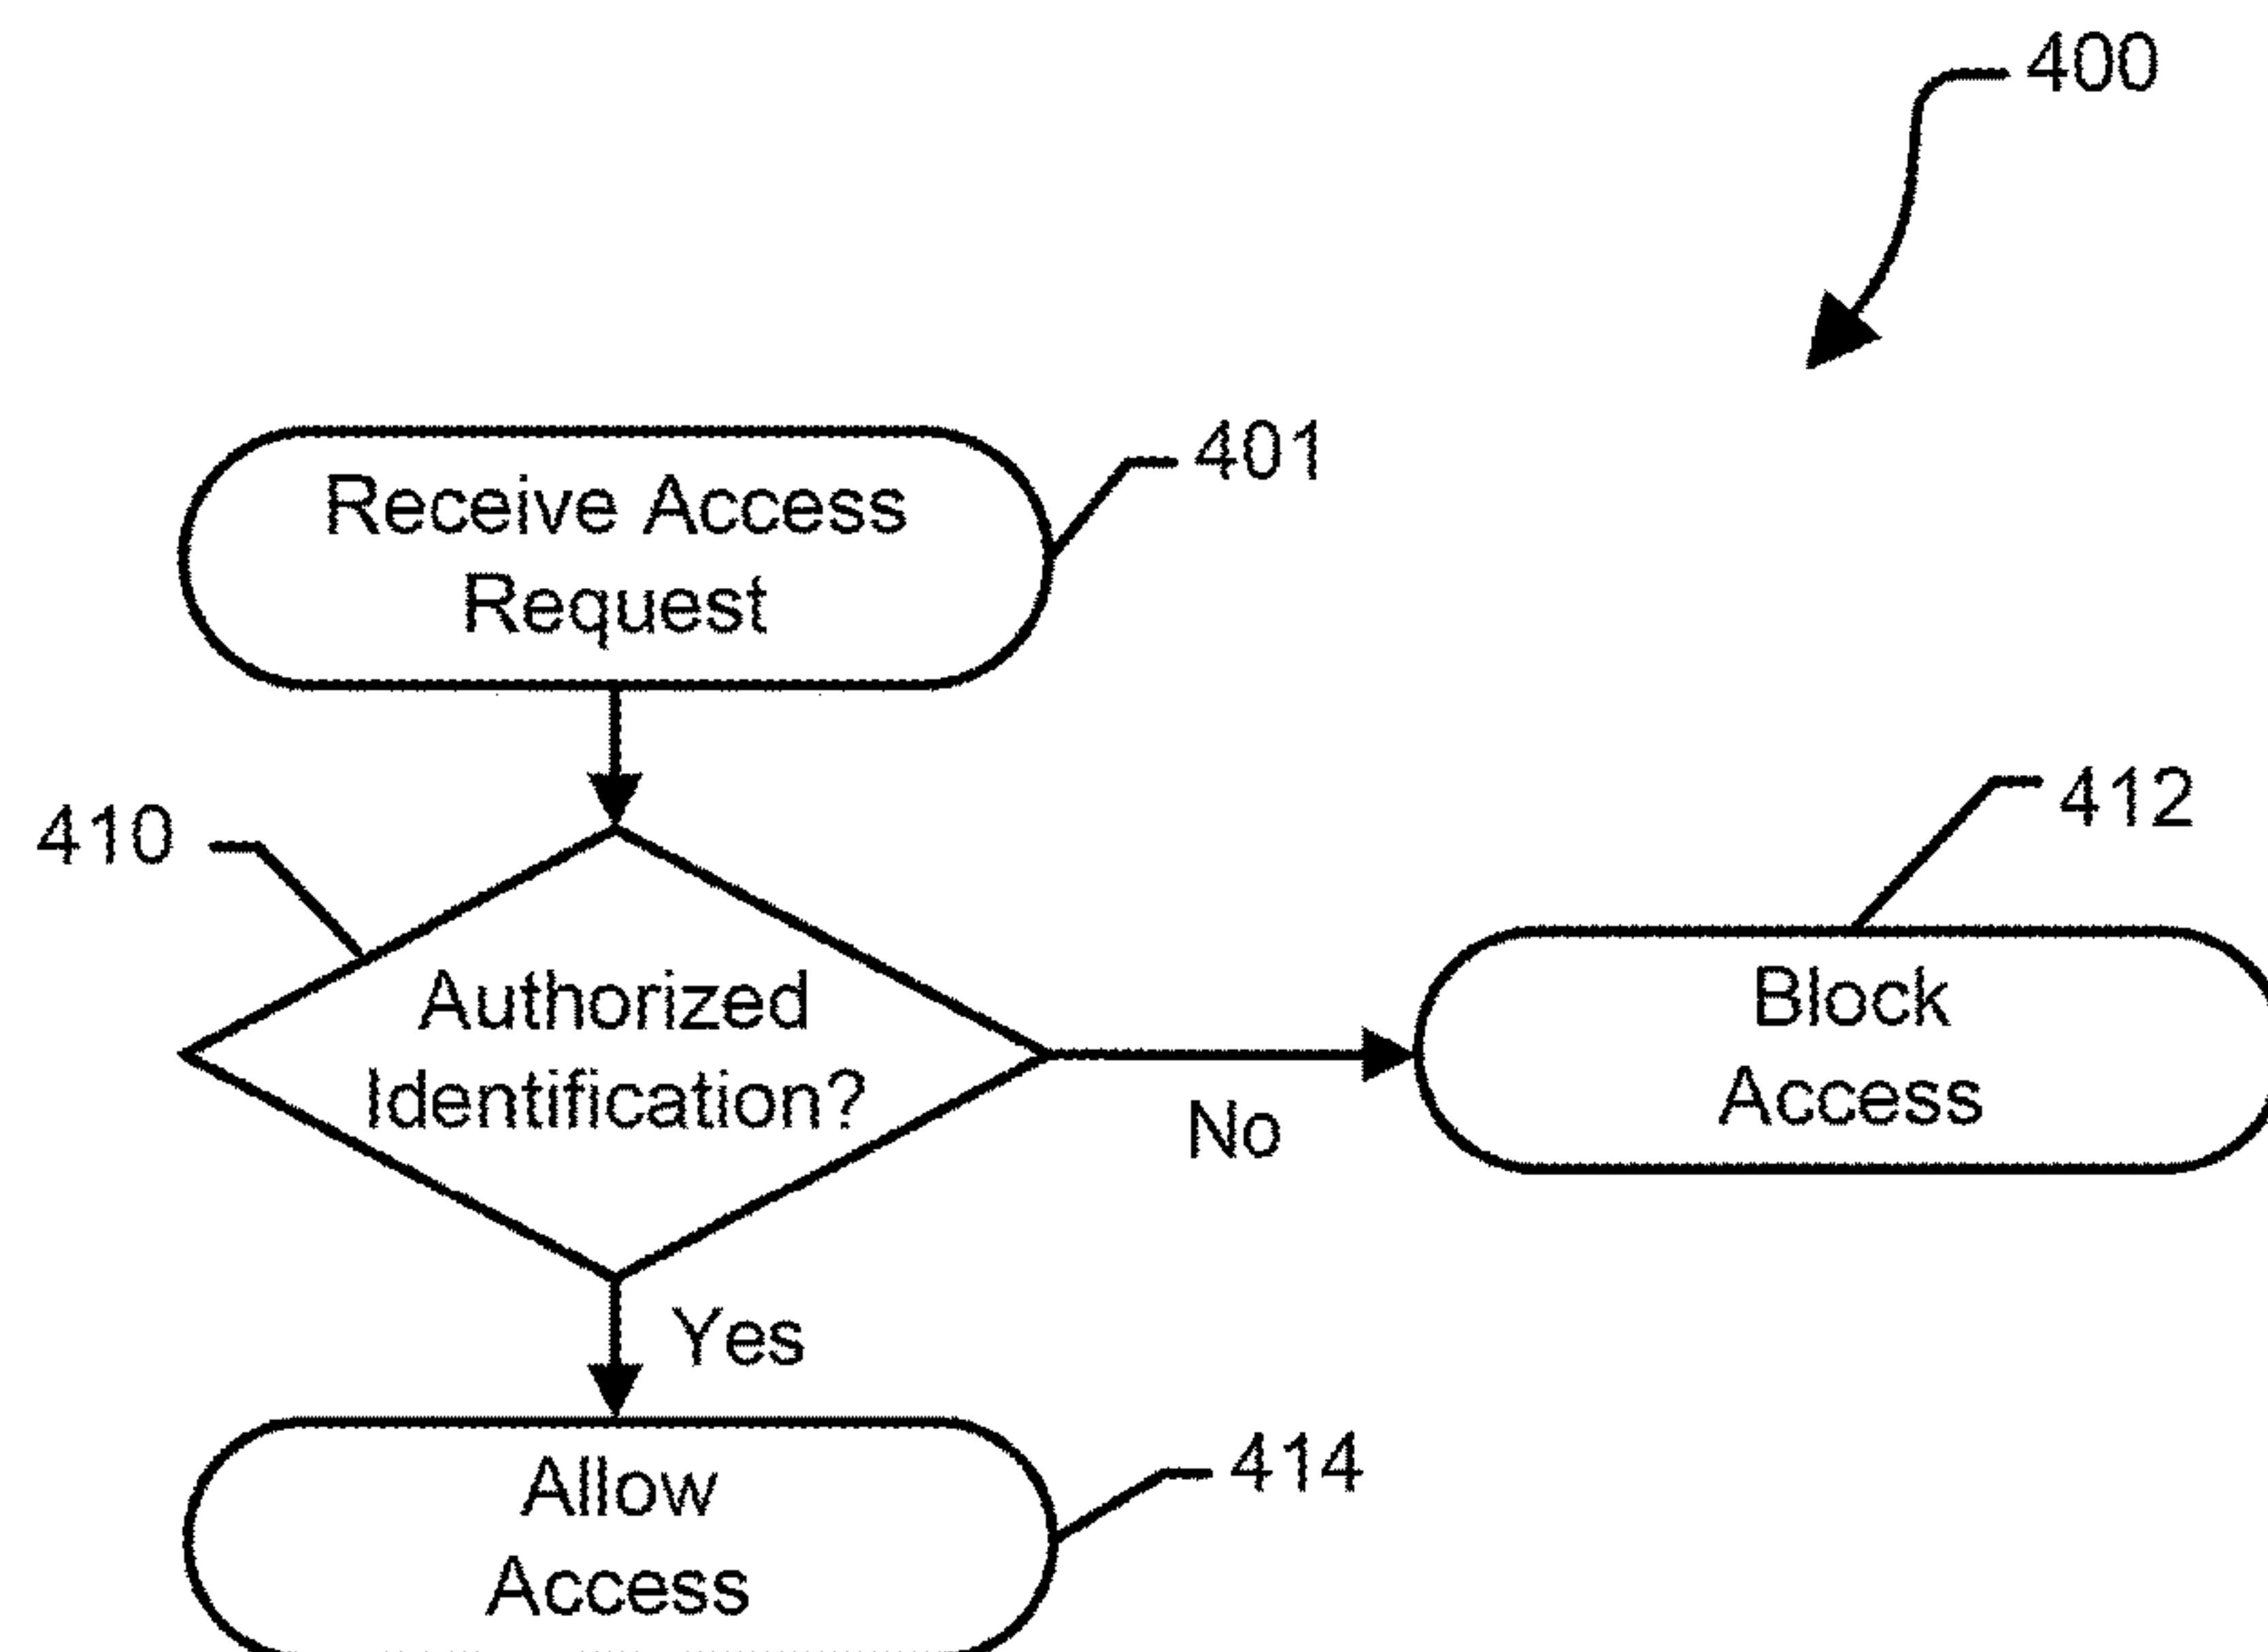 400
Receive Access
Request
401
410
Authorized
Identification?
No
412
Block
Access
Yes
Allow
Access
414